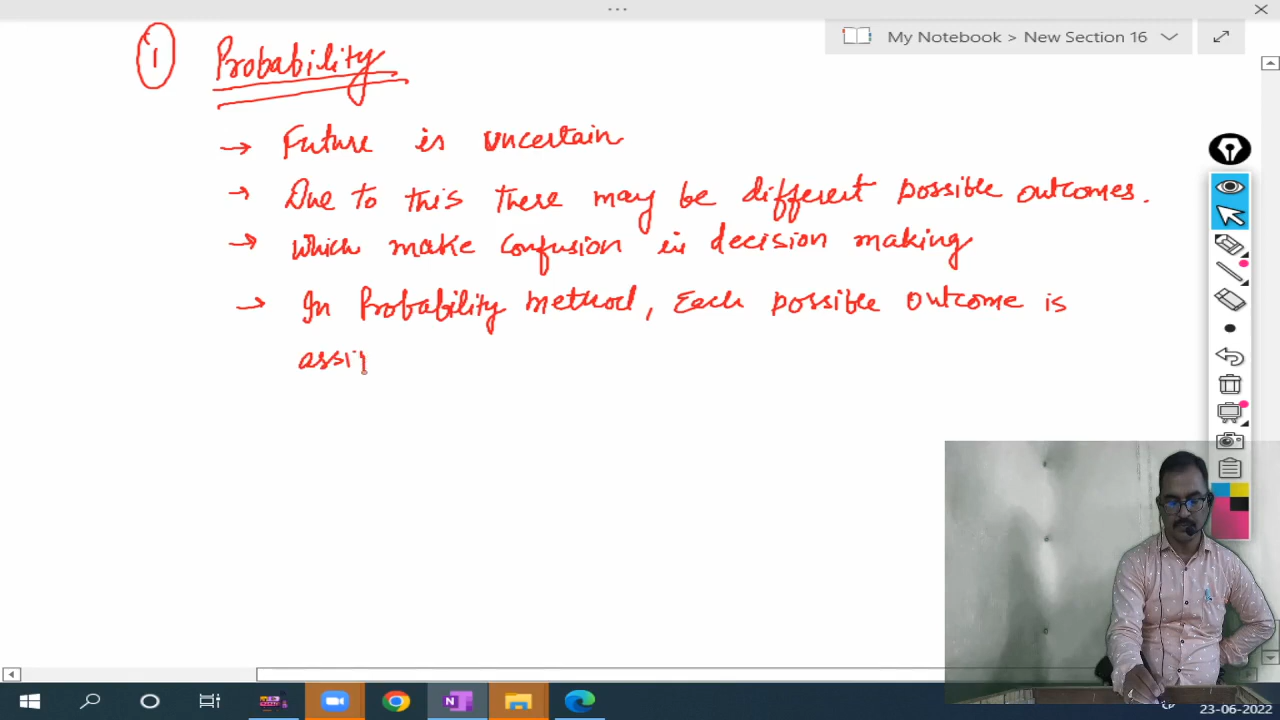 My Notebook > New Section 16
① Probability
→ Future is uncertain
→ Due to this there may be different possible outcomes.
→ Which make Confusion in decision making
→ In Probability method, Each possible outcome is
assig
23-06-2022